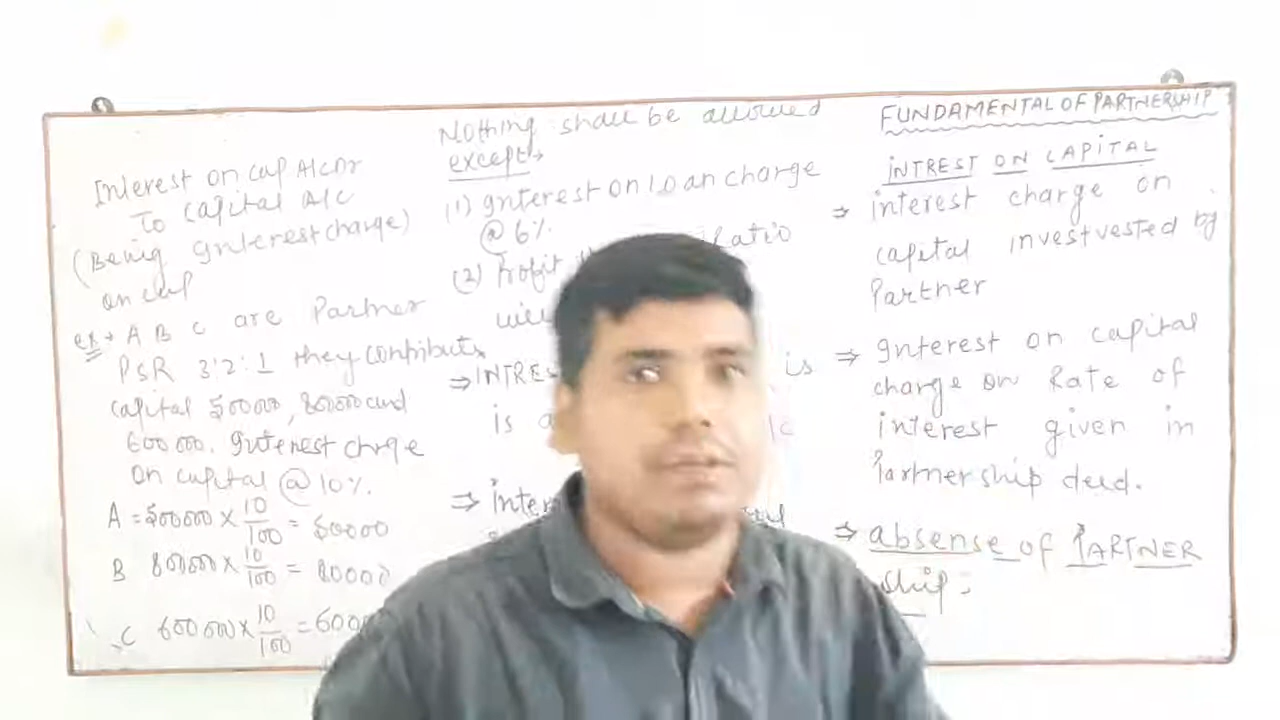 FUNDAMENTAL OF PARTNERSHIP
INTREST ON CAPITAL
⇒ interest charge on
capital investvested by
Partner
⇒ Interest on capital
charge on Rate of
interest given in
Partnership deed.
⇒ absense of PARTNER
ship:
Nothing shall be allowed
except→
(1) Interest on loan charge
@ 6%
(2) Profit Ratio
⇒ INTRES is
is a
⇒ inter
Interest on cap A/c Dr
To Capital A/c
(Being Interest charge)
on cap
ex→ A B C are Partner
PSR 3:2:1 they contribute
capital 500000, 800000 and
600000. Interest chrge
on capital @ 10%.
A = 500000 × 10/100 = 50000
B 800000 × 10/100 = 80000
C 600000 × 10/100 = 6000